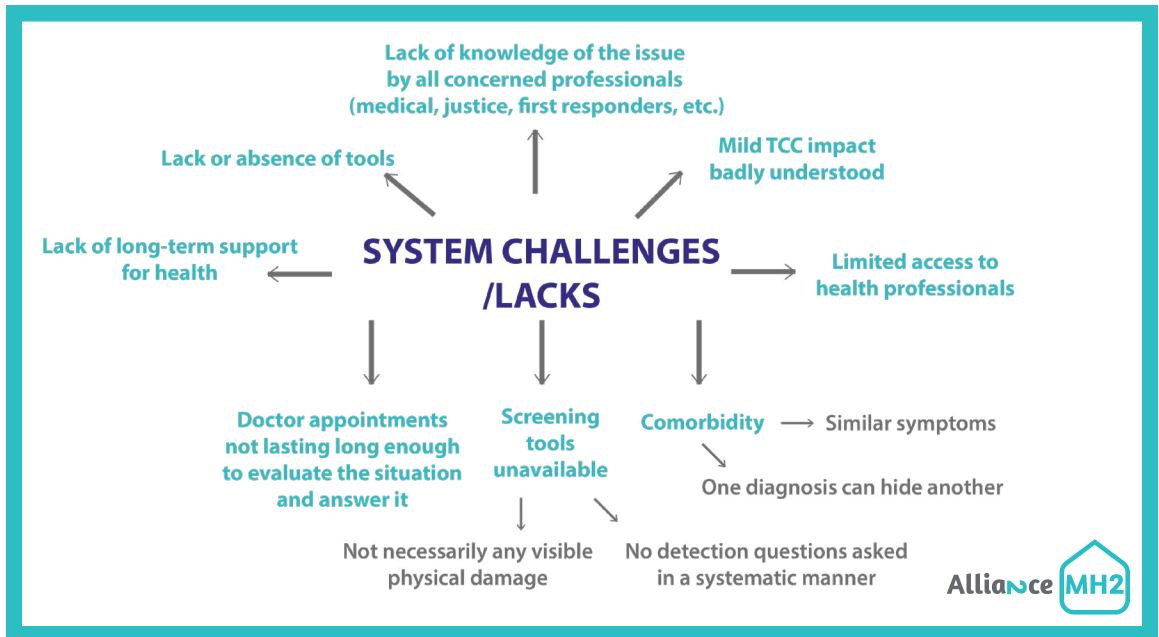 Lack of knowledge of the issue
by all concerned professionals
(medical, justice, first responders, etc.)
Lack or absence of tools
Mild TCC impact
badly understood
Lack of long-term support
for health
SYSTEM CHALLENGES
/LACKS
Limited access to
health professionals
Doctor appointments
not lasting long enough
to evaluate the situation
and answer it
Screening
tools
unavailable
Comorbidity
Similar symptoms
One diagnosis can hide another
Not necessarily any visible
physical damage
No detection questions asked
in a systematic manner
Alliance MH2